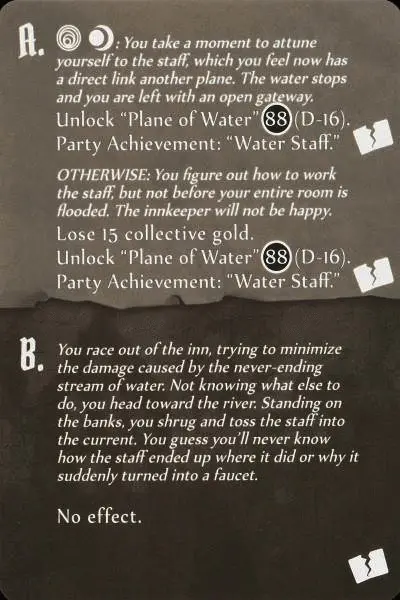 A. : You take a moment to attune
yourself to the staff, which you feel now has
a direct link another plane. The water stops
and you are left with an open gateway.
Unlock “Plane of Water” 88 (D-16).
Party Achievement: “Water Staff.”
OTHERWISE: You figure out how to work
the staff, but not before your entire room is
flooded. The innkeeper will not be happy.
Lose 15 collective gold.
Unlock “Plane of Water” 88 (D-16).
Party Achievement: “Water Staff.”
B. You race out of the inn, trying to minimize
the damage caused by the never-ending
stream of water. Not knowing what else to
do, you head toward the river. Standing on
the banks, you shrug and toss the staff into
the current. You guess you’ll never know
how the staff ended up where it did or why it
suddenly turned into a faucet.
No effect.